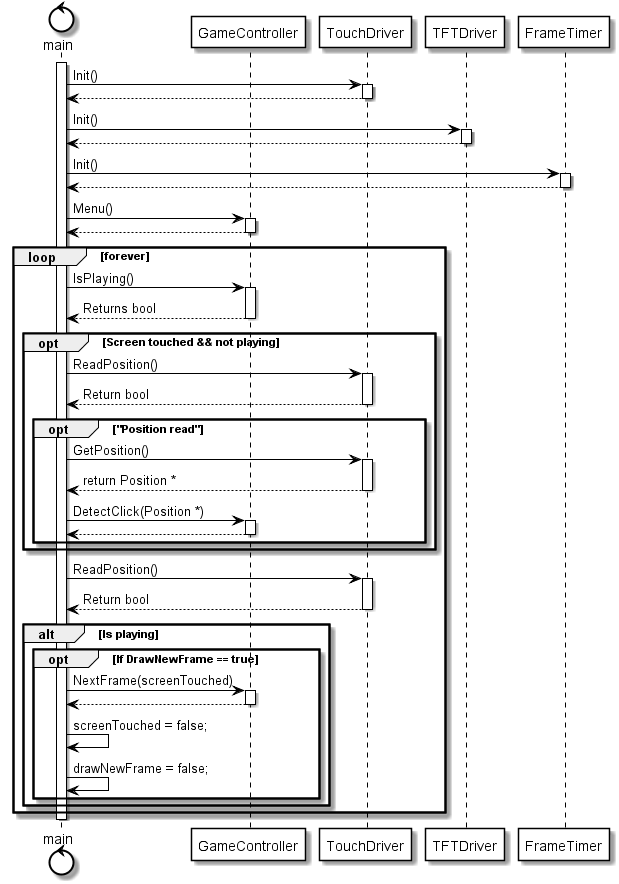 main
GameController
TouchDriver
TFTDriver
FrameTimer
Init()
Init()
Init()
Menu()
loop [forever]
IsPlaying()
Returns bool
opt [Screen touched && not playing]
ReadPosition()
Return bool
opt ["Position read"]
GetPosition()
return Position *
DetectClick(Position *)
ReadPosition()
Return bool
alt [Is playing]
opt [If DrawNewFrame == true]
NextFrame(screenTouched)
screenTouched = false;
drawNewFrame = false;
main
GameController
TouchDriver
TFTDriver
FrameTimer